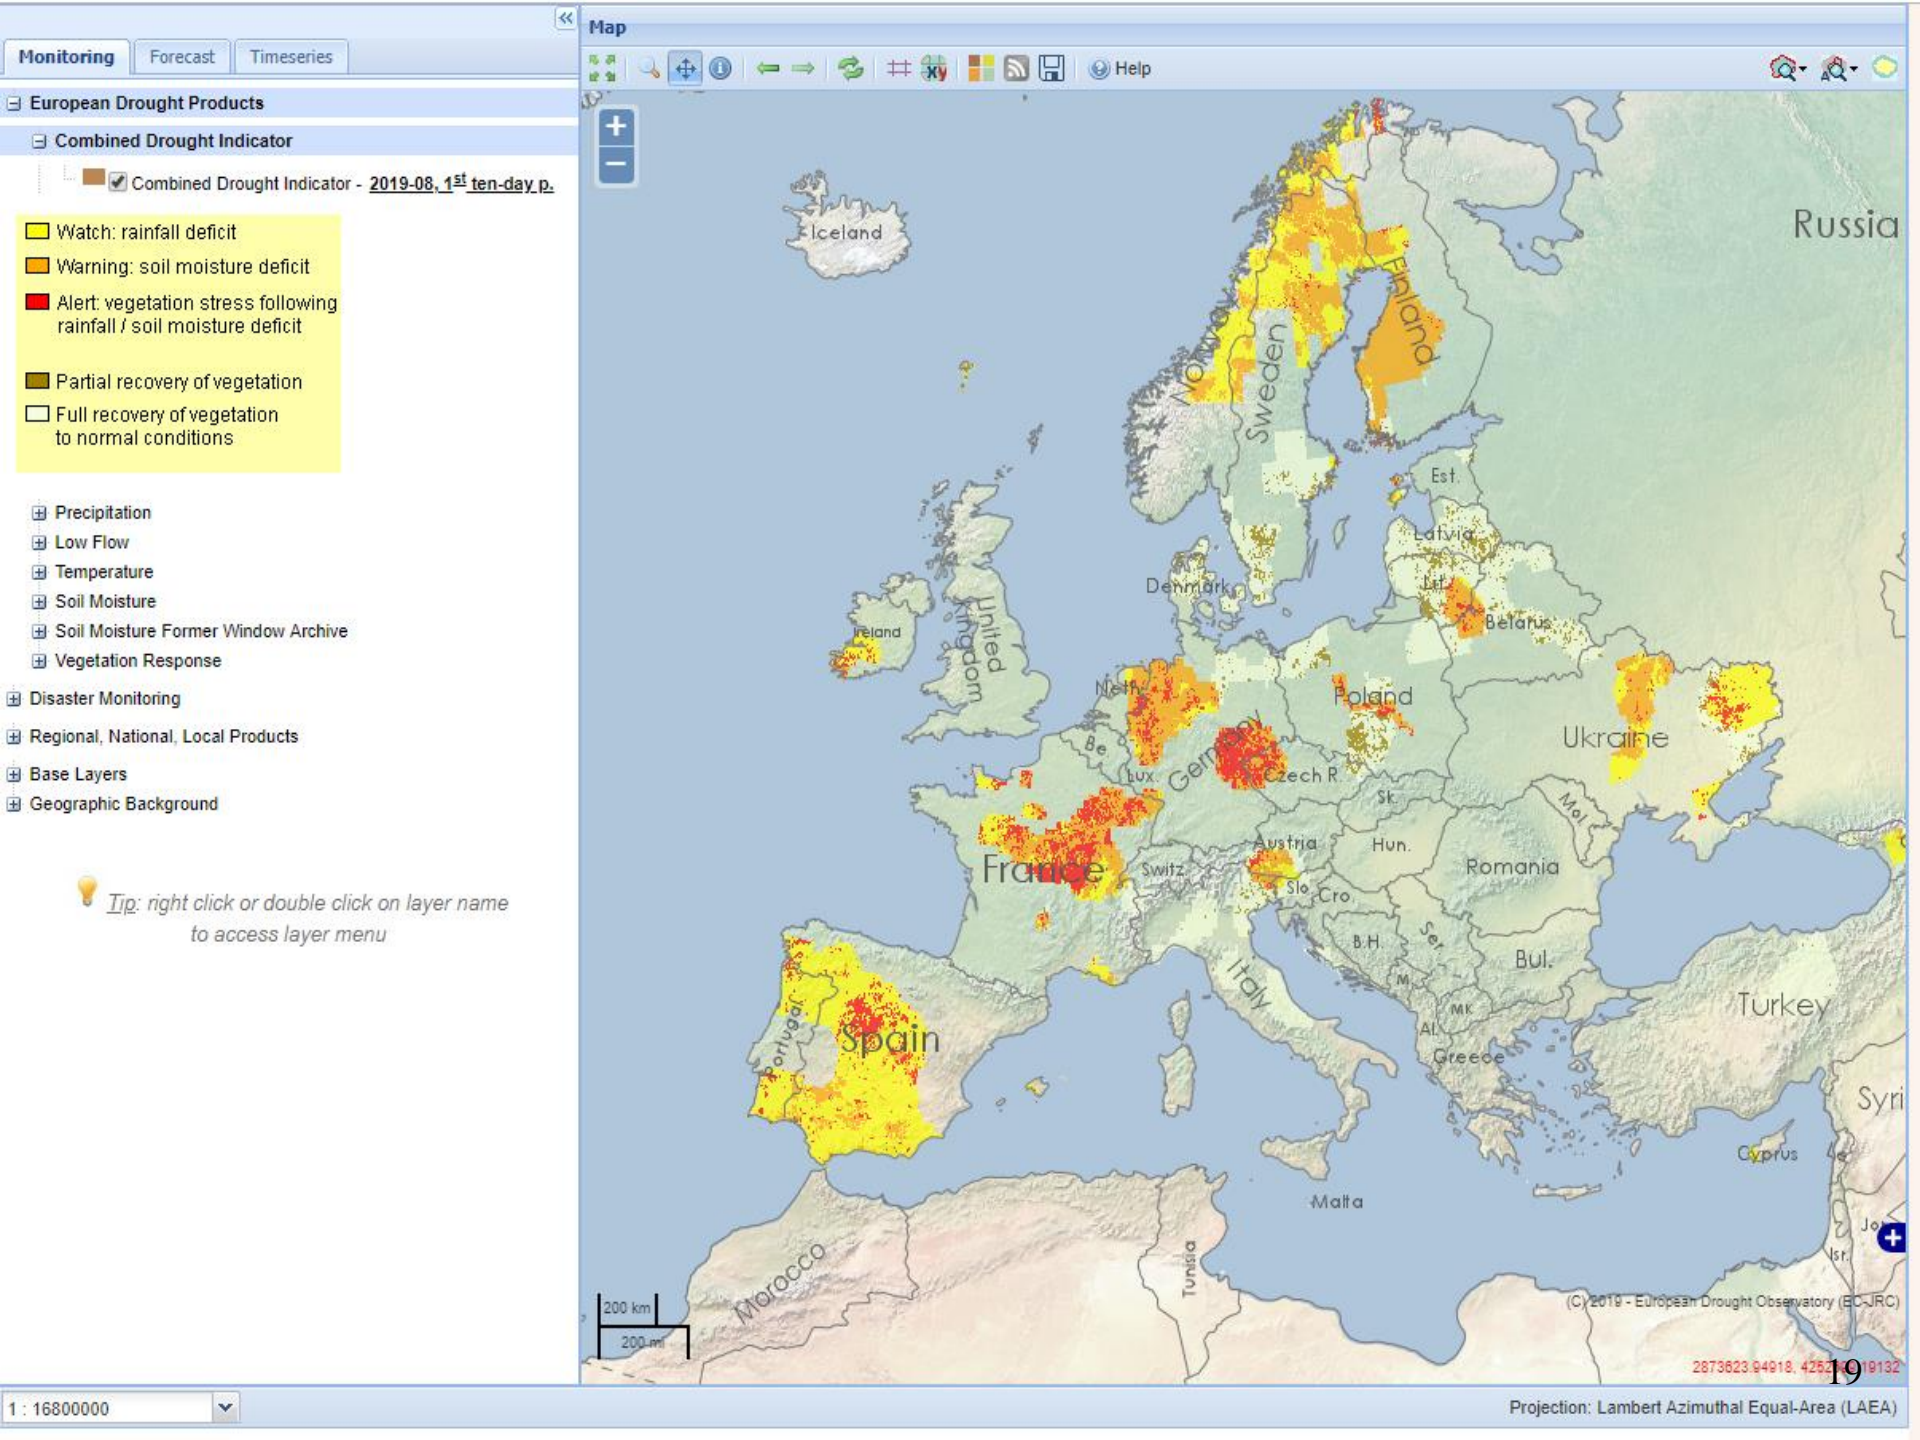 Map
Monitoring
Forecast
Timeseries
Help
European Drought Products
Combined Drought Indicator
Combined Drought Indicator - 2019-08, 1st ten-day p.
Watch: rainfall deficit
Warning: soil moisture deficit
Alert: vegetation stress following
rainfall / soil moisture deficit
Partial recovery of vegetation
Full recovery of vegetation
to normal conditions
Precipitation
Low Flow
Temperature
Soil Moisture
Soil Moisture Former Window Archive
Vegetation Response
Disaster Monitoring
Regional, National, Local Products
Base Layers
Geographic Background
Tip: right click or double click on layer name
to access layer menu
Russia
Iceland
Finland
Norway
Sweden
Est.
Latvia
Lit.
Denmark
Belarus
Ireland
United
Kingdom
Neth.
Poland
Germany
Ukraine
Be.
Lux.
Czech R.
Sk.
Mol.
Austria
Hun.
France
Switz.
Romania
Slo.
Cro.
B.H.
Ser.
Bul.
Italy
M.
MK
Turkey
Portugal
Spain
Al.
Greece
Syri
Cyprus
Le
Malta
Jo
Isr.
Tunisia
Morocco
200 km
200 mi
(C) 2019 - European Drought Observatory (EC-JRC)
2873623.94918,
19
1 : 16800000
Projection: Lambert Azimuthal Equal-Area (LAEA)